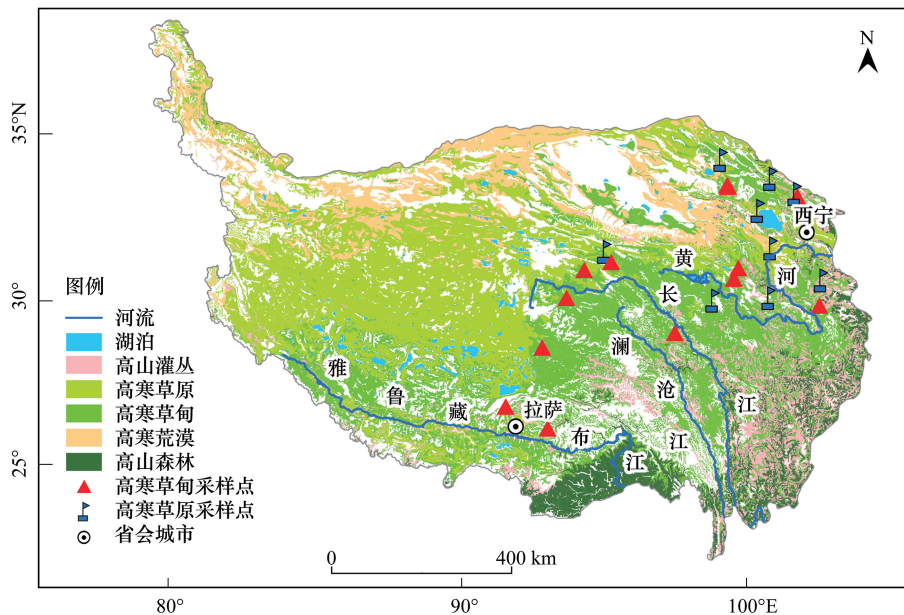 N
35°N
30°
25°
80°
90°
100°E
西宁
黄
河
长
江
澜
沧
江
雅
鲁
藏
布
江
拉萨
图例
河流
湖泊
高山灌丛
高寒草原
高寒草甸
高寒荒漠
高山森林
高寒草甸采样点
高寒草原采样点
省会城市
0 400 km